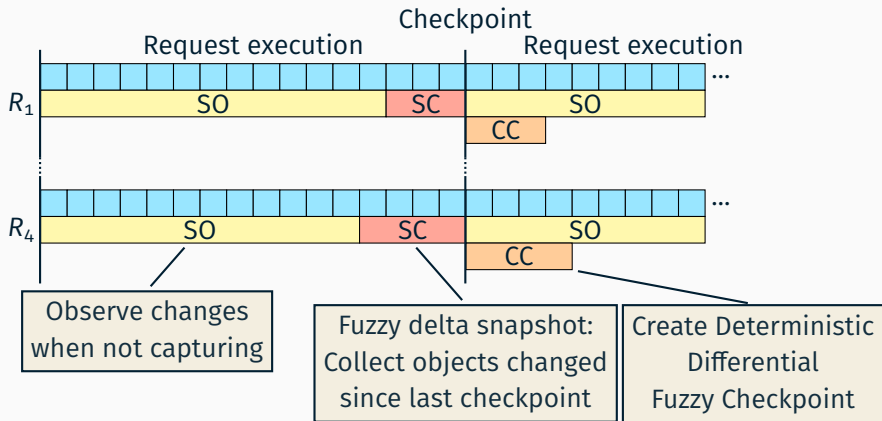 Checkpoint
Request execution
Request execution
...
R₁
SO
SC
SO
CC
...
R₄
SO
SC
SO
CC
Observe changes
when not capturing
Fuzzy delta snapshot:
Collect objects changed
since last checkpoint
Create Deterministic
Differential
Fuzzy Checkpoint